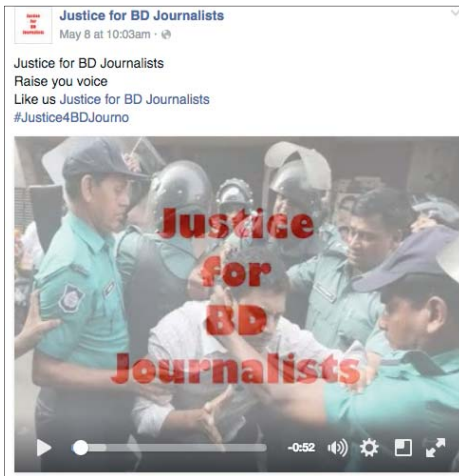 Justice for BD Journalists
May 8 at 10:03am
Justice for BD Journalists
Raise you voice
Like us Justice for BD Journalists
#Justice4BDJourno
Justice
for
BD
Journalists
-0:52